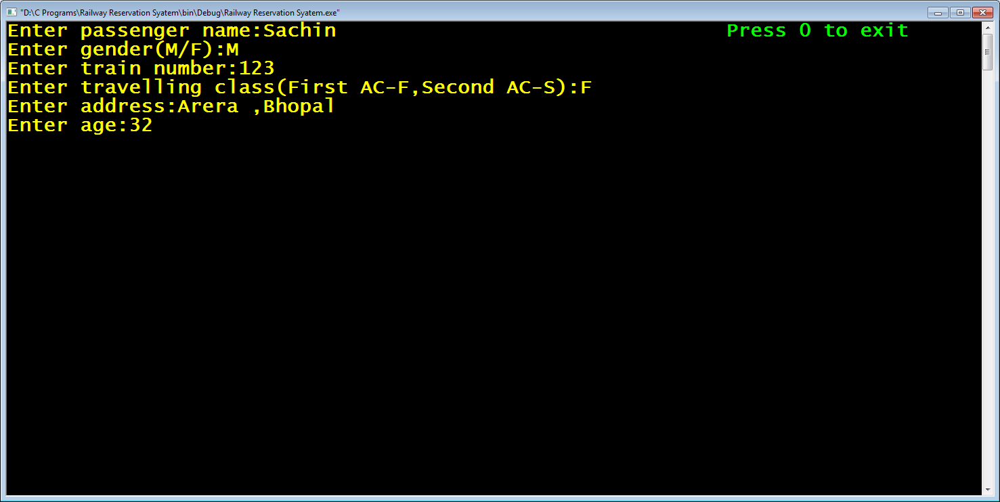 "D:\C Programs\Railway Reservation Syatem\bin\Debug\Railway Reservation Syatem.exe"
Enter passenger name:Sachin Press 0 to exit
Enter gender(M/F):M
Enter train number:123
Enter travelling class(First AC-F,Second AC-S):F
Enter address:Arera ,Bhopal
Enter age:32